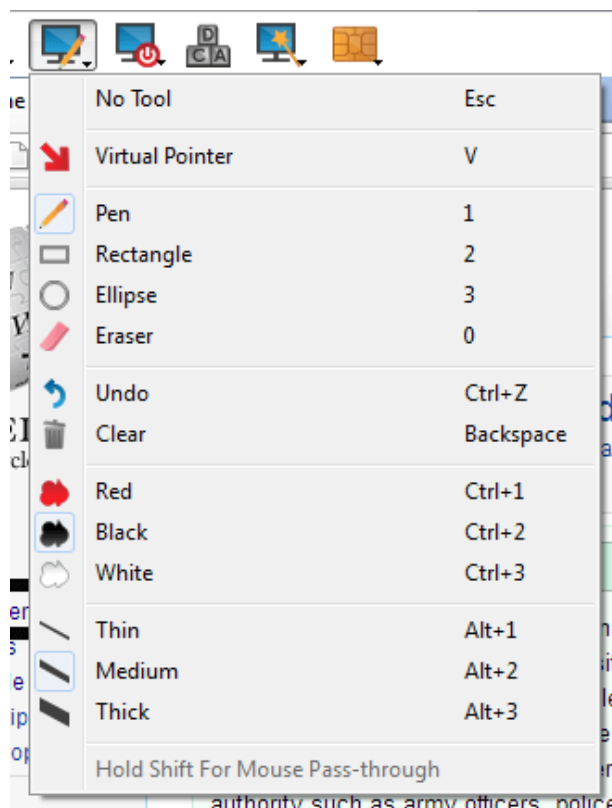 D
C A
No Tool Esc
Virtual Pointer V
Pen 1
Rectangle 2
Ellipse 3
Eraser 0
Undo Ctrl+Z
Clear Backspace
Red Ctrl+1
Black Ctrl+2
White Ctrl+3
Thin Alt+1
Medium Alt+2
Thick Alt+3
Hold Shift For Mouse Pass-through
authority such as army officers, police